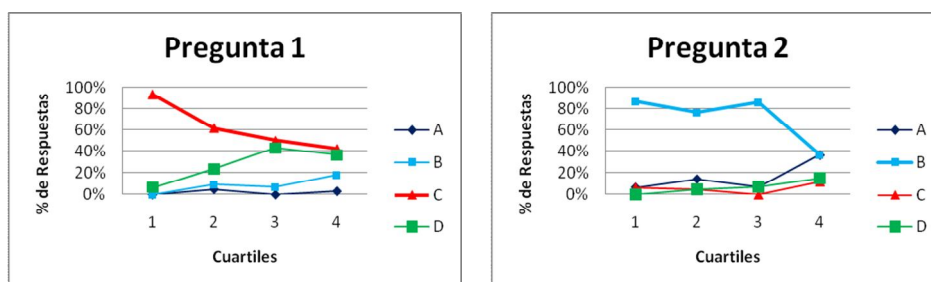 Pregunta 1
% de Respuestas
100%
80%
60%
40%
20%
0%
1 2 3 4
Cuartiles
A
B
C
D
Pregunta 2
% de Respuestas
100%
80%
60%
40%
20%
0%
1 2 3 4
Cuartiles
A
B
C
D